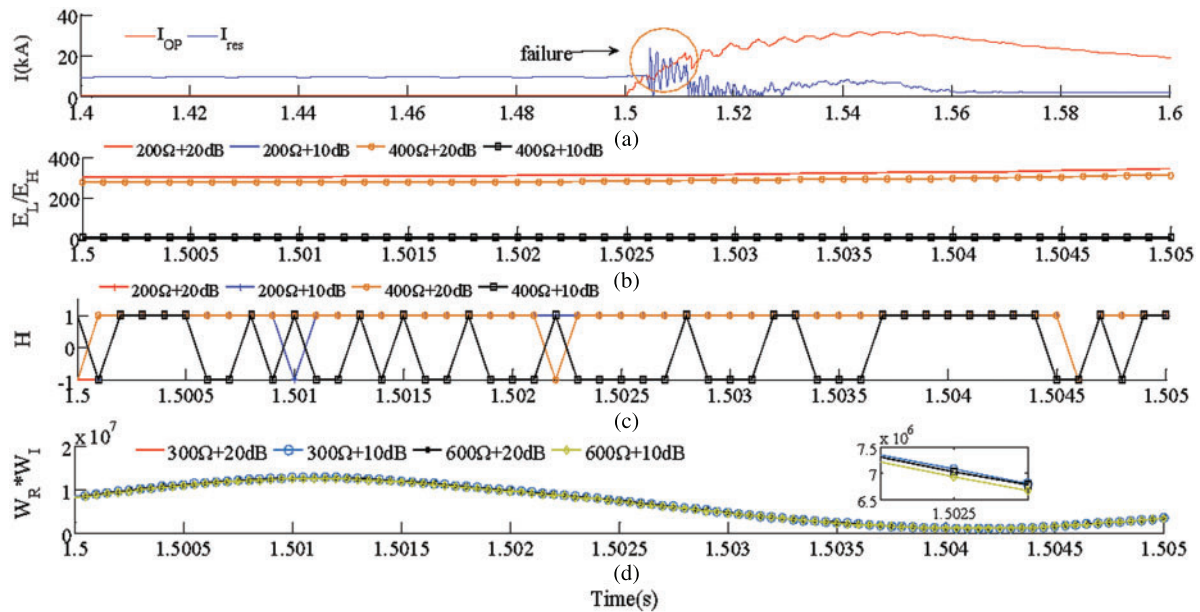 I(kA)
40
20
0
I_OP I_res
failure
1.4 1.42 1.44 1.46 1.48 1.5 1.52 1.54 1.56 1.58 1.6
(a)
200Ω+20dB 200Ω+10dB 400Ω+20dB 400Ω+10dB
E_L/E_H
400
200
0
1.5 1.5005 1.501 1.5015 1.502 1.5025 1.503 1.5035 1.504 1.5045 1.505
(b)
200Ω+20dB 200Ω+10dB 400Ω+20dB 400Ω+10dB
H
1
0
-1
1.5 1.5005 1.501 1.5015 1.502 1.5025 1.503 1.5035 1.504 1.5045 1.505
(c)
x 10^7
300Ω+20dB 300Ω+10dB 600Ω+20dB 600Ω+10dB
W_R*W_I
2
1
0
x 10^6
7.5
7
6.5
1.5025
1.5 1.5005 1.501 1.5015 1.502 1.5025 1.503 1.5035 1.504 1.5045 1.505
(d)
Time(s)